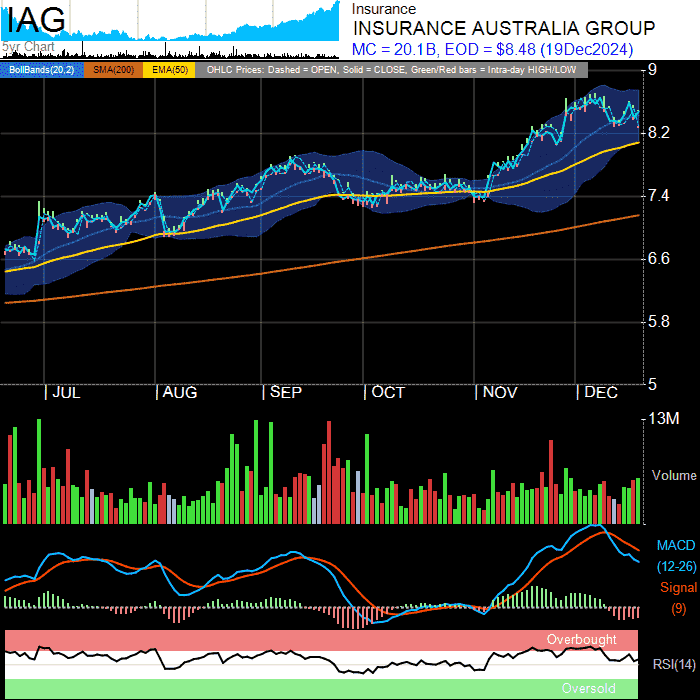 IAG
5yr Chart
Insurance
INSURANCE AUSTRALIA GROUP
MC = 20.1B, EOD = $8.48 (19Dec2024)
BollBands(20,2) SMA(200) EMA(50) OHLC Prices: Dashed = OPEN, Solid = CLOSE, Green/Red bars = Intra-day HIGH/LOW
9
8.2
7.4
6.6
5.8
5
| JUL | AUG | SEP | OCT | NOV | DEC
13M
Volume
MACD
(12-26)
Signal
(9)
Overbought
RSI(14)
Oversold